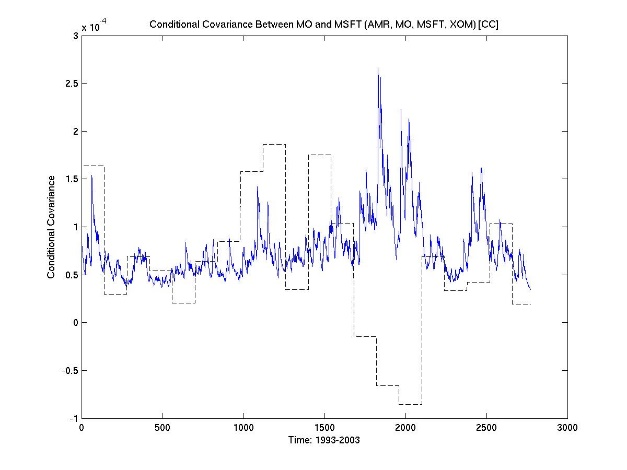 Conditional Covariance Between MO and MSFT (AMR, MO, MSFT, XOM) [CC]
x 10^-4
3
2.5
2
1.5
1
0.5
0
-0.5
-1
Conditional Covariance
0 500 1000 1500 2000 2500 3000
Time: 1993-2003